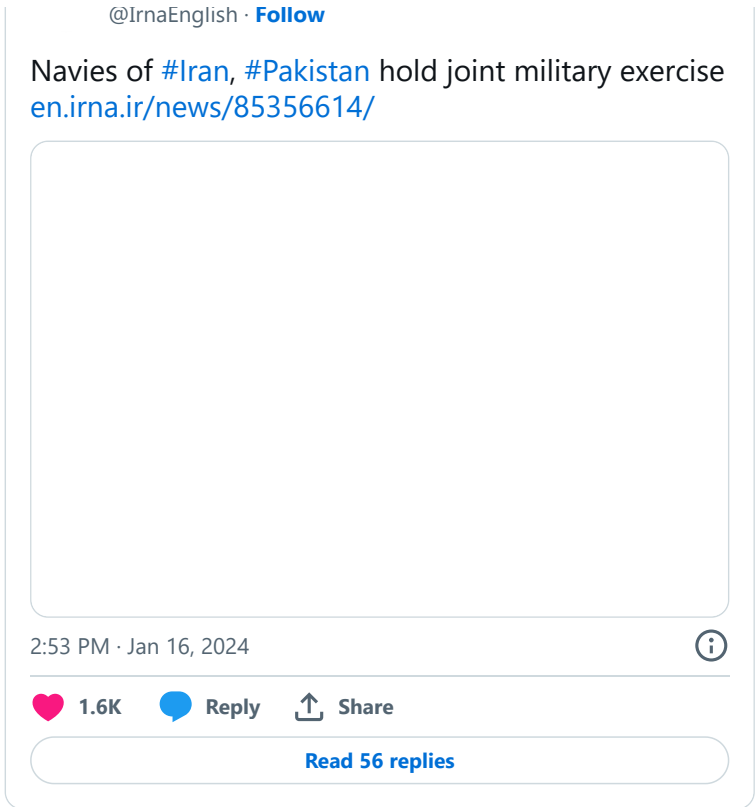 @IrnaEnglish · Follow
Navies of #Iran, #Pakistan hold joint military exercise
en.irna.ir/news/85356614/
2:53 PM · Jan 16, 2024
1.6K Reply Share
Read 56 replies